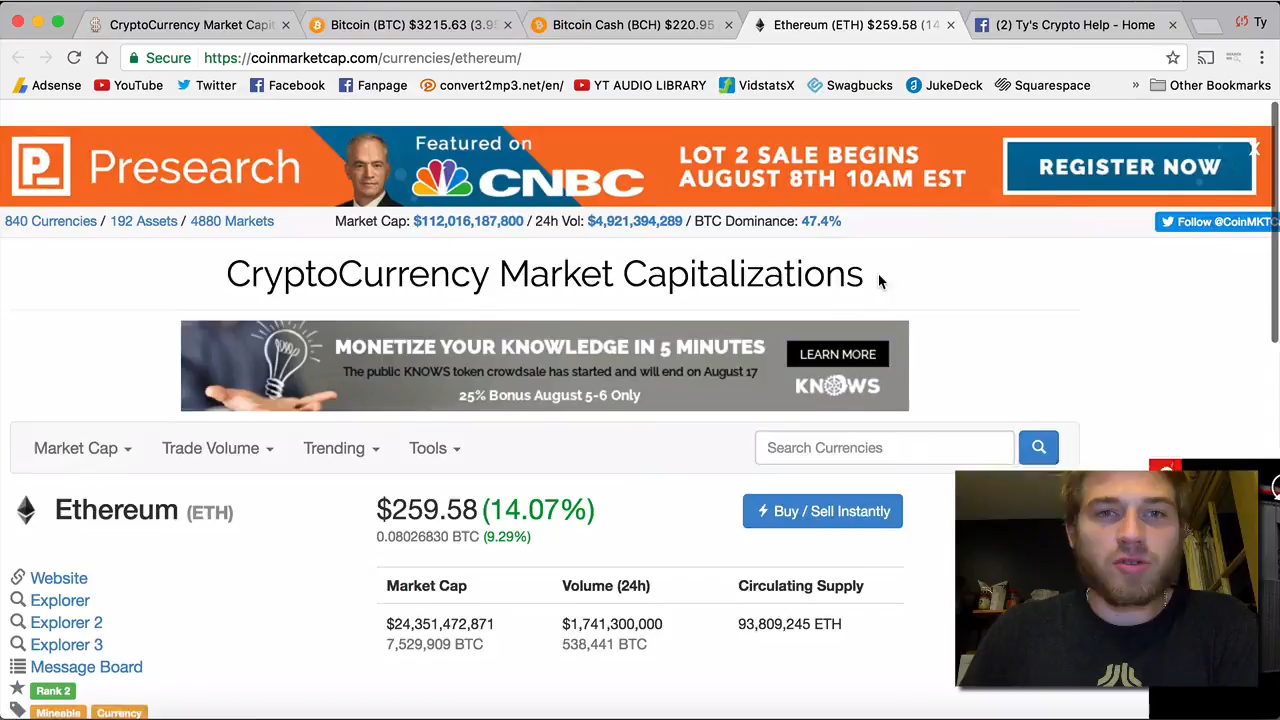 CryptoCurrency Market Capit
Bitcoin (BTC) $3215.63 (3.9
Bitcoin Cash (BCH) $220.95
Ethereum (ETH) $259.58 (14
(2) Ty's Crypto Help - Home
Ty
Secure
https://coinmarketcap.com/currencies/ethereum/
Adsense
YouTube
Twitter
Facebook
Fanpage
convert2mp3.net/en/
YT AUDIO LIBRARY
VidstatsX
Swagbucks
JukeDeck
Squarespace
»
Other Bookmarks
Presearch
Featured on
CNBC
LOT 2 SALE BEGINS
AUGUST 8TH 10AM EST
REGISTER NOW
X
840 Currencies / 192 Assets / 4880 Markets
Market Cap: $112,016,187,800 / 24h Vol: $4,921,394,289 / BTC Dominance: 47.4%
Follow @CoinMKTC
CryptoCurrency Market Capitalizations
MONETIZE YOUR KNOWLEDGE IN 5 MINUTES
The public KNOWS token crowdsale has started and will end on August 17
25% Bonus August 5-6 Only
LEARN MORE
KNOWS
Market Cap
Trade Volume
Trending
Tools
Search Currencies
Ethereum (ETH)
$259.58 (14.07%)
0.08026830 BTC (9.29%)
Buy / Sell Instantly
Website
Explorer
Explorer 2
Explorer 3
Message Board
Rank 2
Mineable
Currency
Market Cap
Volume (24h)
Circulating Supply
$24,351,472,871
$1,741,300,000
93,809,245 ETH
7,529,909 BTC
538,441 BTC